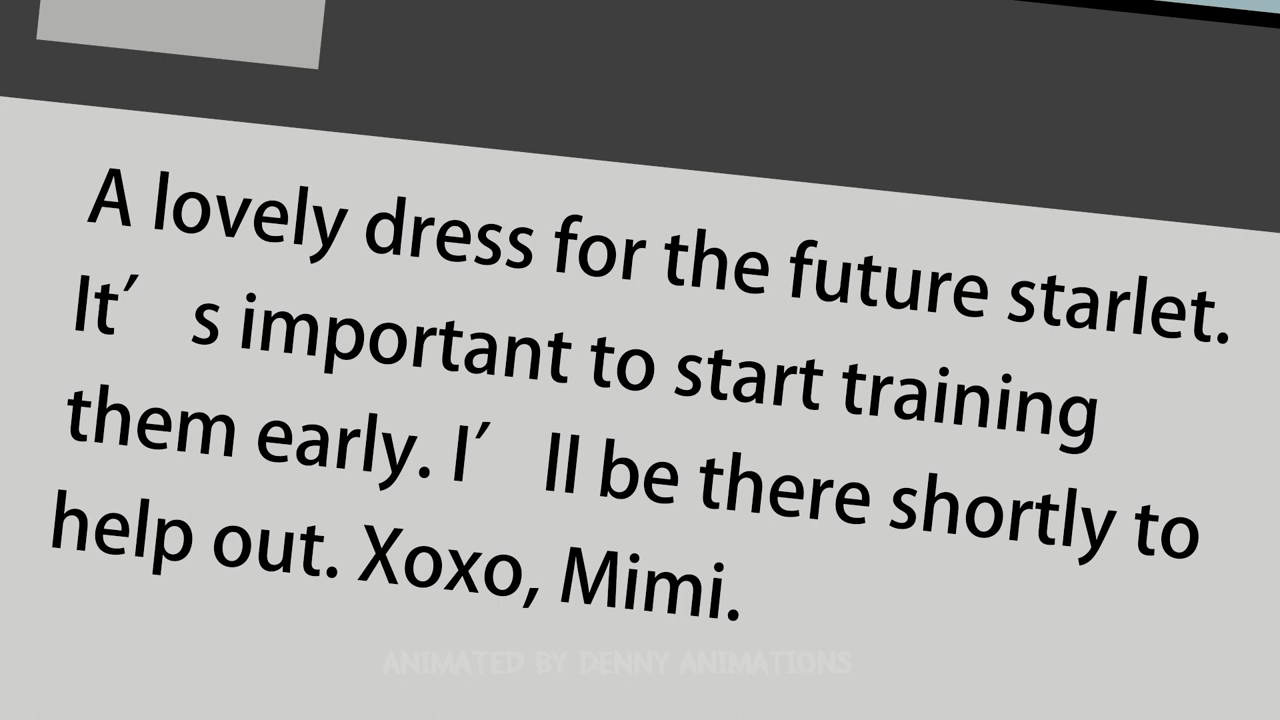 A lovely dress for the future starlet.
It′ s important to start training
them early. I′ ll be there shortly to
help out. Xoxo, Mimi.
ANIMATED BY DENNY ANIMATIONS